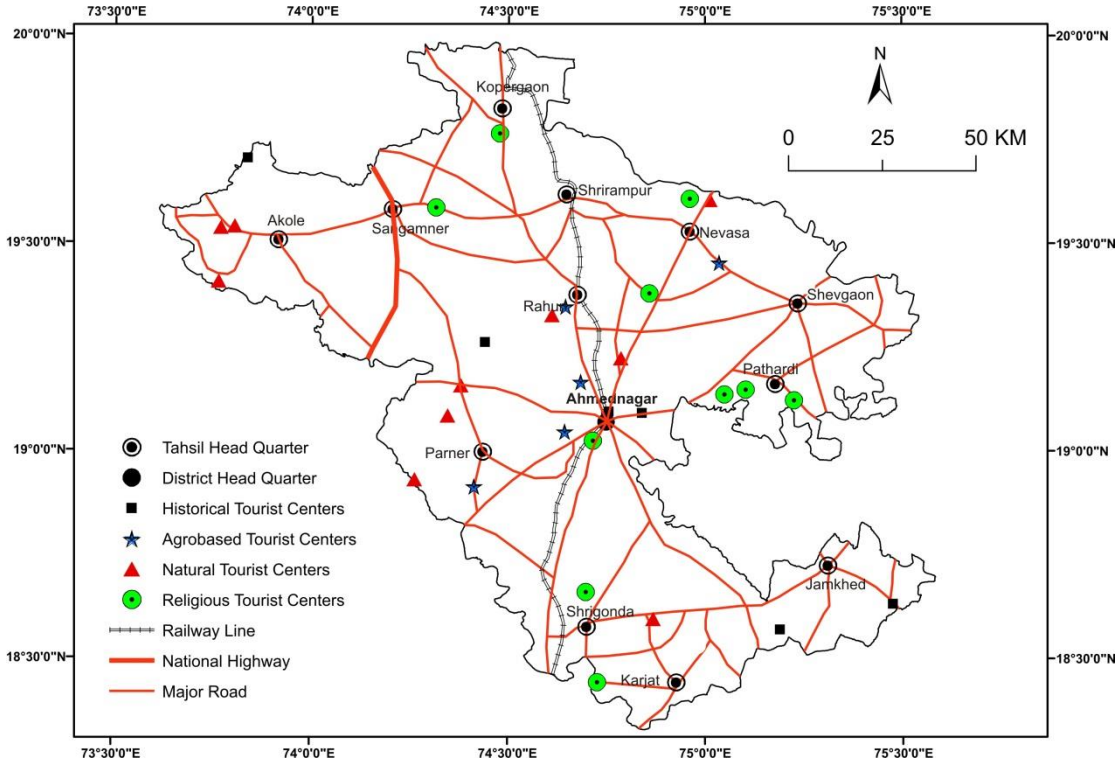 73°30'0"E 74°0'0"E 74°30'0"E 75°0'0"E 75°30'0"E
20°0'0"N 20°0'0"N
N
Kopergaon
0 25 50 KM
Shrirampur
Akole
Sangamner
Nevasa
19°30'0"N 19°30'0"N
Shevgaon
Rahu
Pathardi
Ahmednagar
Parner
19°0'0"N 19°0'0"N
Tahsil Head Quarter
District Head Quarter
Historical Tourist Centers
Agrobased Tourist Centers
Natural Tourist Centers
Religious Tourist Centers
Railway Line
National Highway
Major Road
Jamkhed
Shrigonda
Karjat
18°30'0"N 18°30'0"N
73°30'0"E 74°0'0"E 74°30'0"E 75°0'0"E 75°30'0"E